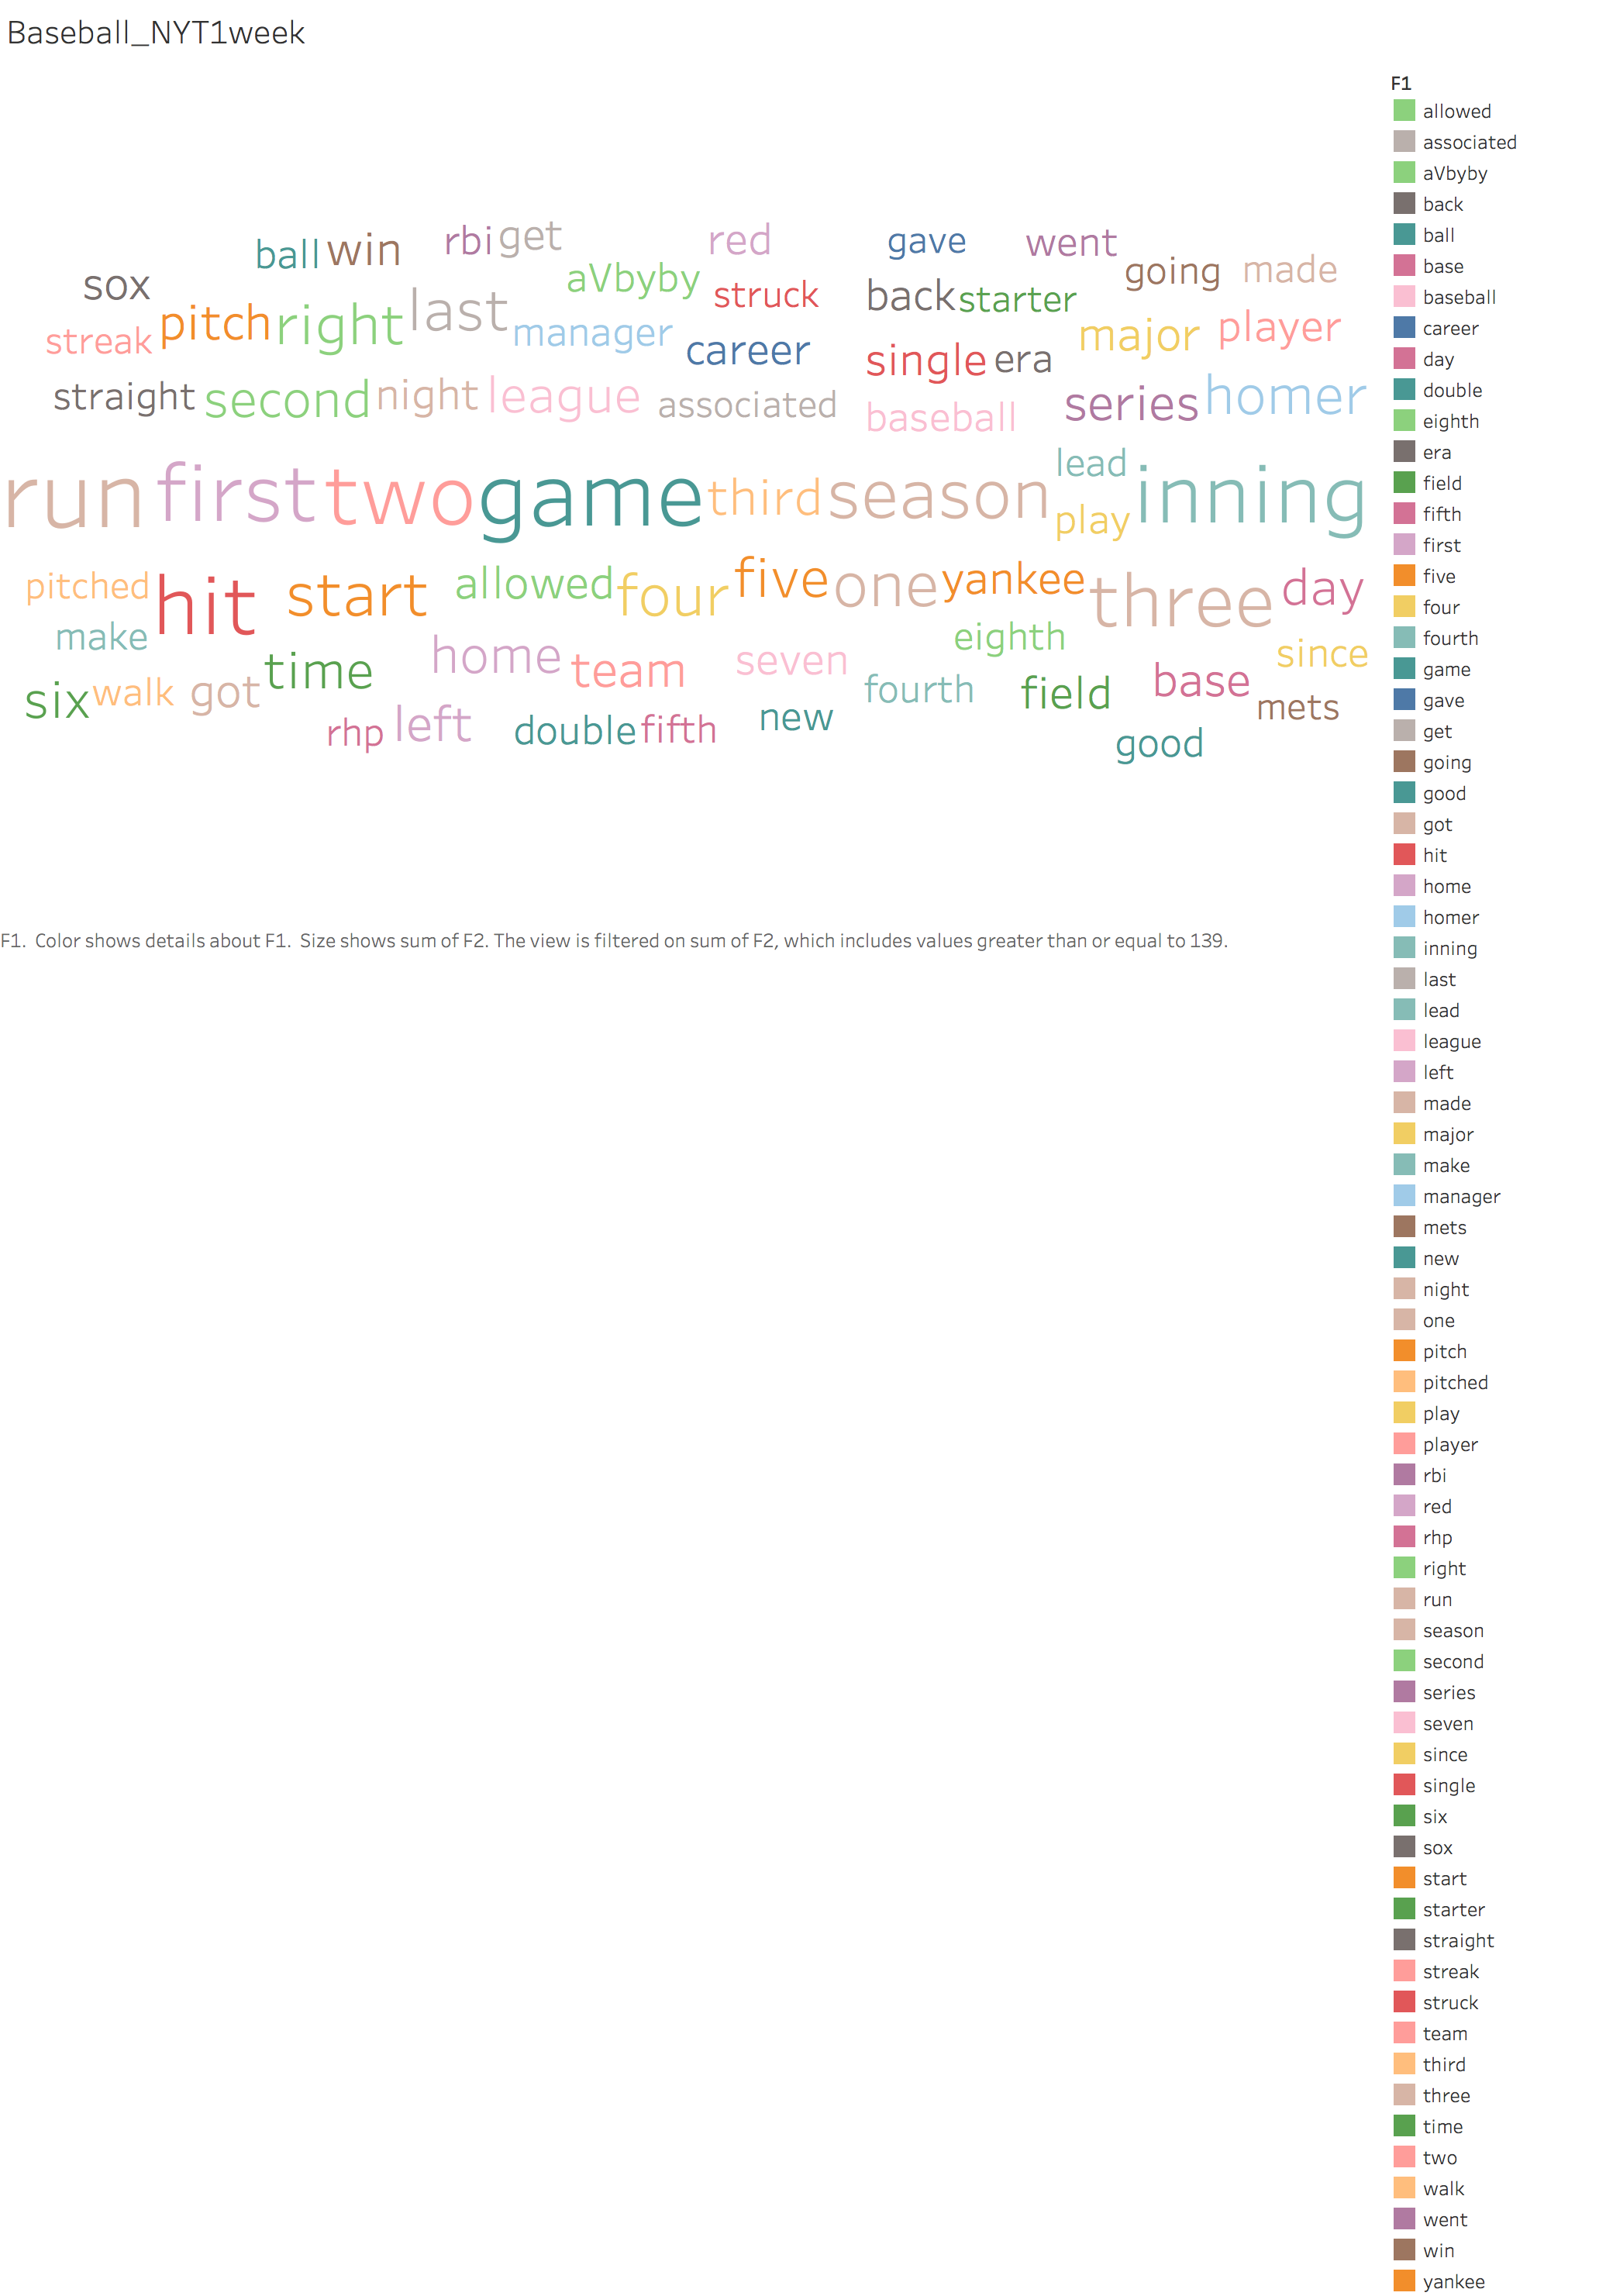 Baseball_NYT1week
ball win rbi get red gave went
sox aVbyby struck back starter going made
streak pitch right last manager career single era major player
straight second night league associated baseball series homer
run first two game third season lead play inning
pitched hit start allowed four five one yankee three day
make time home team seven eighth since
six walk got fourth field base mets
rhp left double fifth new good
F1. Color shows details about F1. Size shows sum of F2. The view is filtered on sum of F2, which includes values greater than or equal to 139.
F1
allowed
associated
aVbyby
back
ball
base
baseball
career
day
double
eighth
era
field
fifth
first
five
four
fourth
game
gave
get
going
good
got
hit
home
homer
inning
last
lead
league
left
made
major
make
manager
mets
new
night
one
pitch
pitched
play
player
rbi
red
rhp
right
run
season
second
series
seven
since
single
six
sox
start
starter
straight
streak
struck
team
third
three
time
two
walk
went
win
yankee